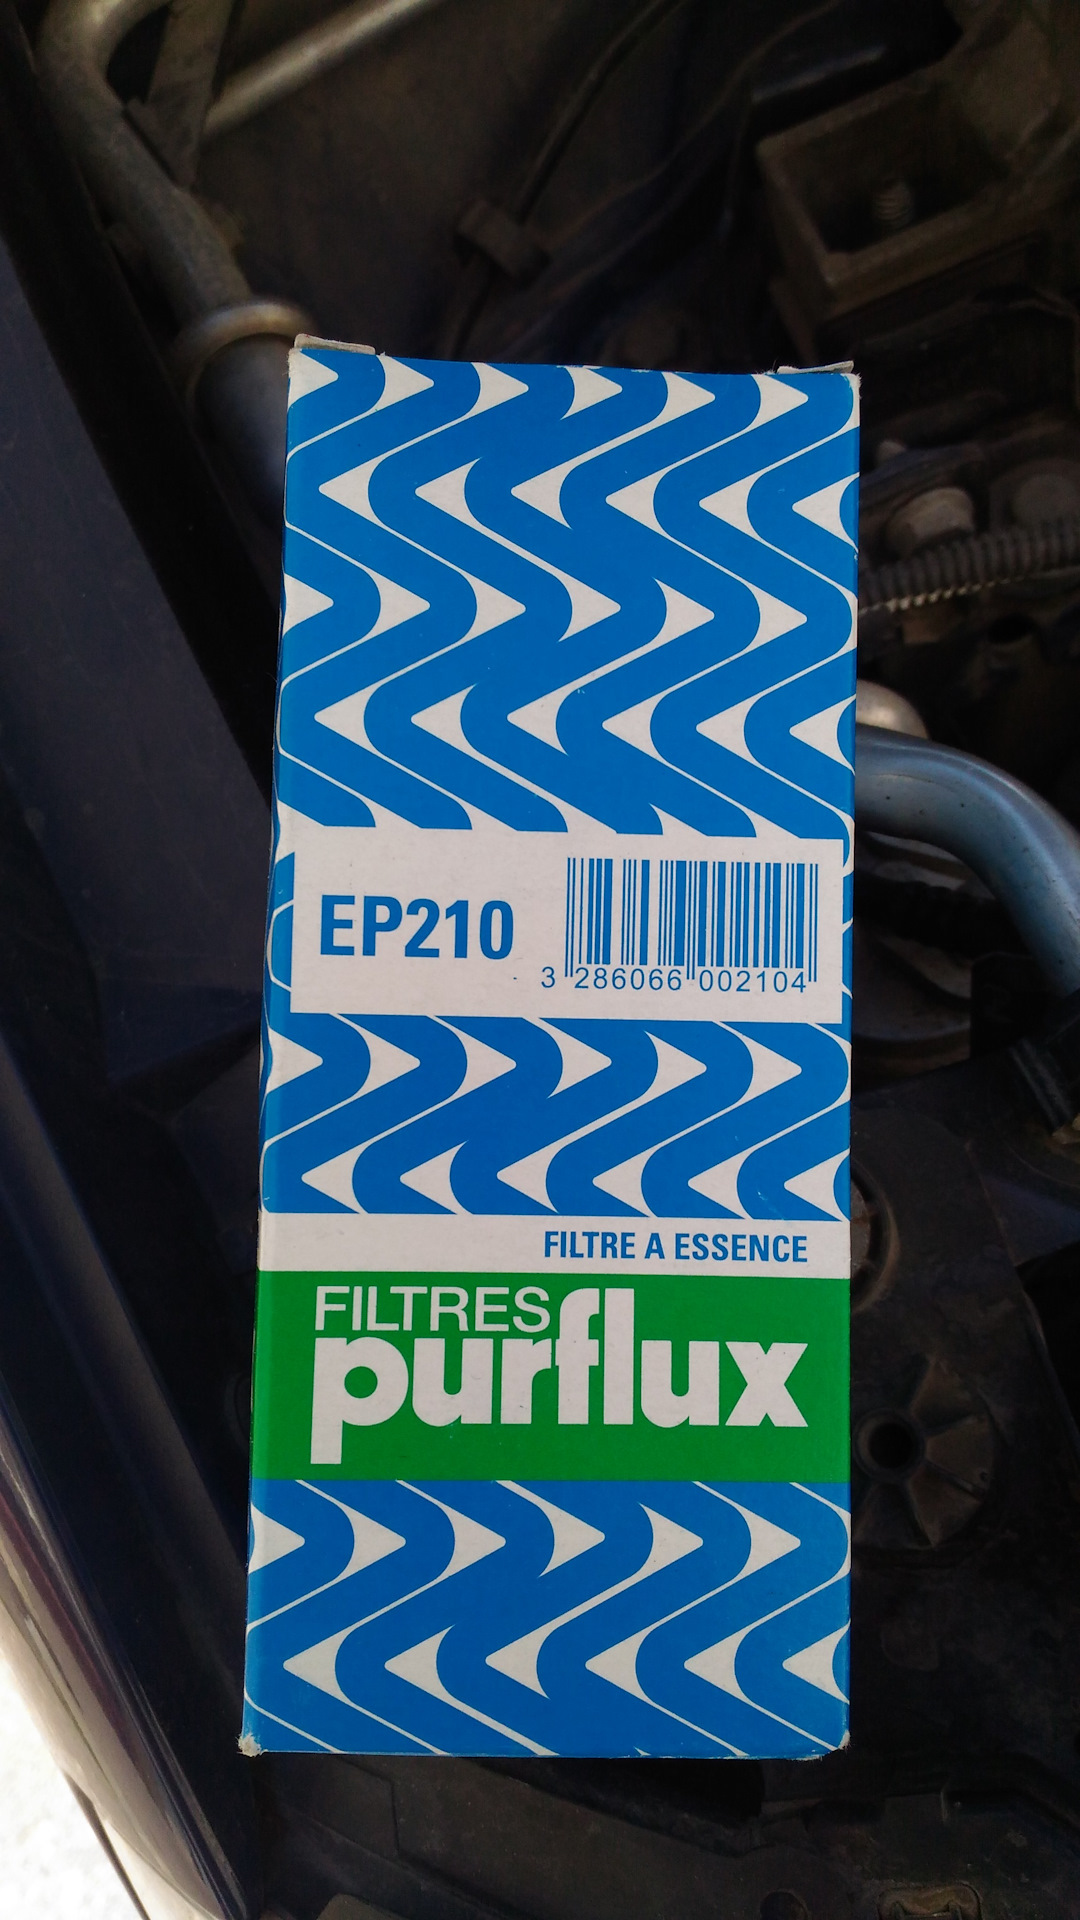 EP210
3 286066 002104
FILTRE A ESSENCE
FILTRES
purflux